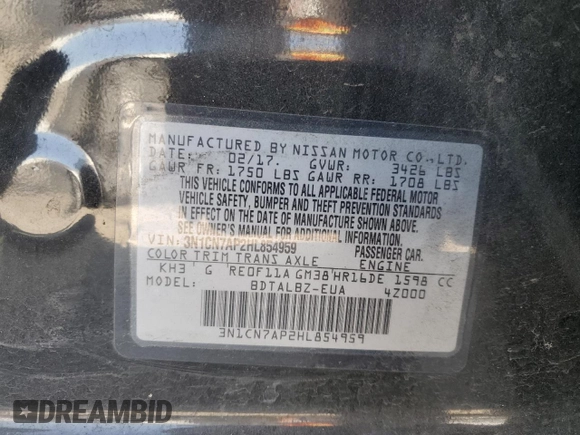 MANUFACTURED BY NISSAN MOTOR CO., LTD.
DATE: 02/17. GVWR: 3426 LBS
GAWR FR: 1750 LBS GAWR RR: 1708 LBS
THIS VEHICLE CONFORMS TO ALL APPLICABLE FEDERAL MOTOR
VEHICLE SAFETY, BUMPER AND THEFT PREVENTION STANDARDS
IN EFFECT ON THE DATE OF MANUFACTURE SHOWN ABOVE.
SEE OWNER'S MANUAL FOR MORE INFORMATION.
VIN: 3N1CN7AP2HL854959 PASSENGER CAR.
COLOR TRIM TRANS AXLE ENGINE
KH3 G RE0F11A GM38 HR16DE 1598 CC
MODEL: BDTALBZ-EUA 4Z000
3N1CN7AP2HL854959
DREAMBID